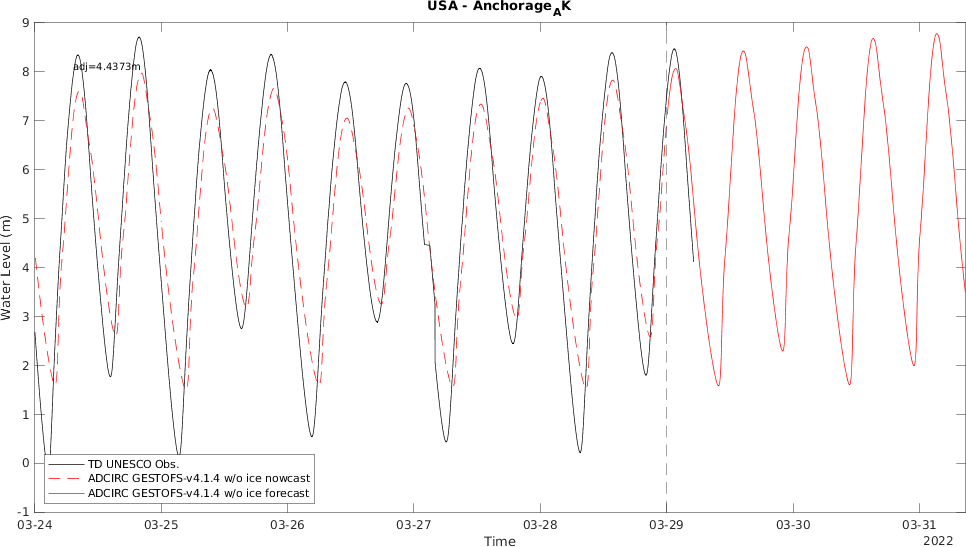 USA - Anchorage_AK
9
8
7
6
5
4
3
2
1
0
-1
Water Level (m)
adj=4.4373m
TD UNESCO Obs.
ADCIRC GESTOFS-v4.1.4 w/o ice nowcast
ADCIRC GESTOFS-v4.1.4 w/o ice forecast
03-24 03-25 03-26 03-27 03-28 03-29 03-30 03-31
Time
2022